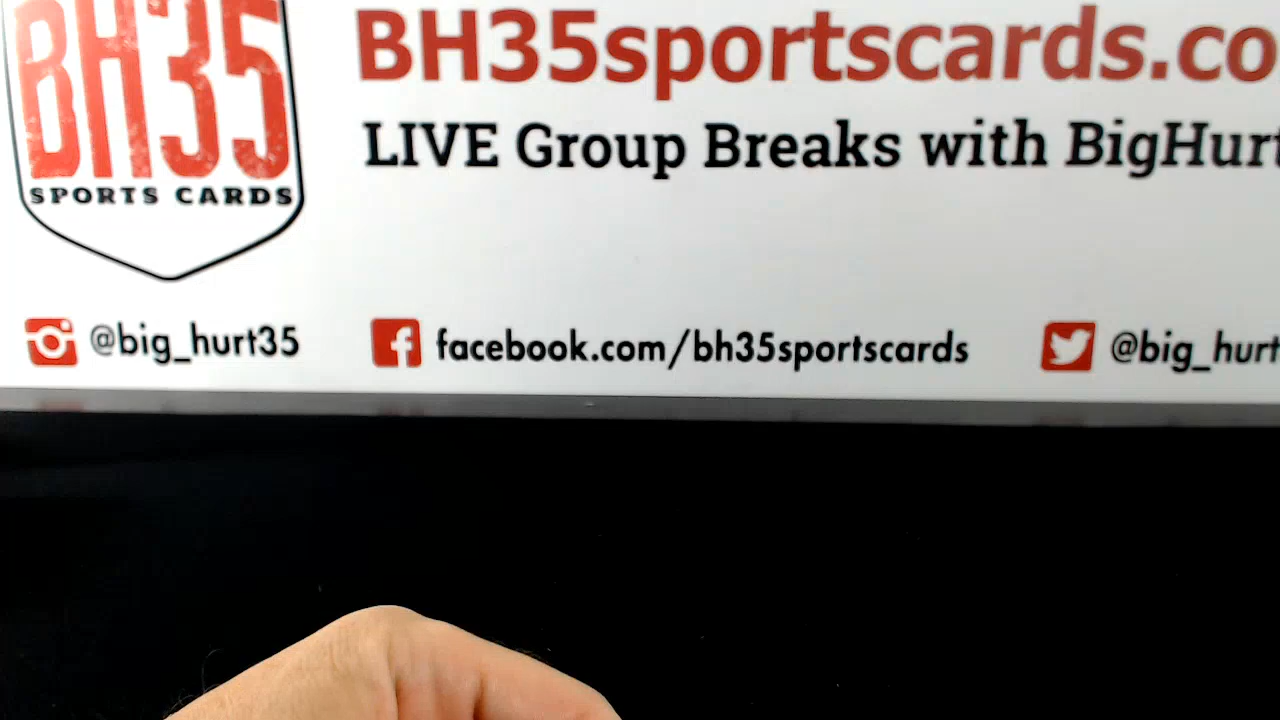 BH35
SPORTS CARDS
BH35sportscards.co
LIVE Group Breaks with BigHurt
@big_hurt35
facebook.com/bh35sportscards
@big_hurt